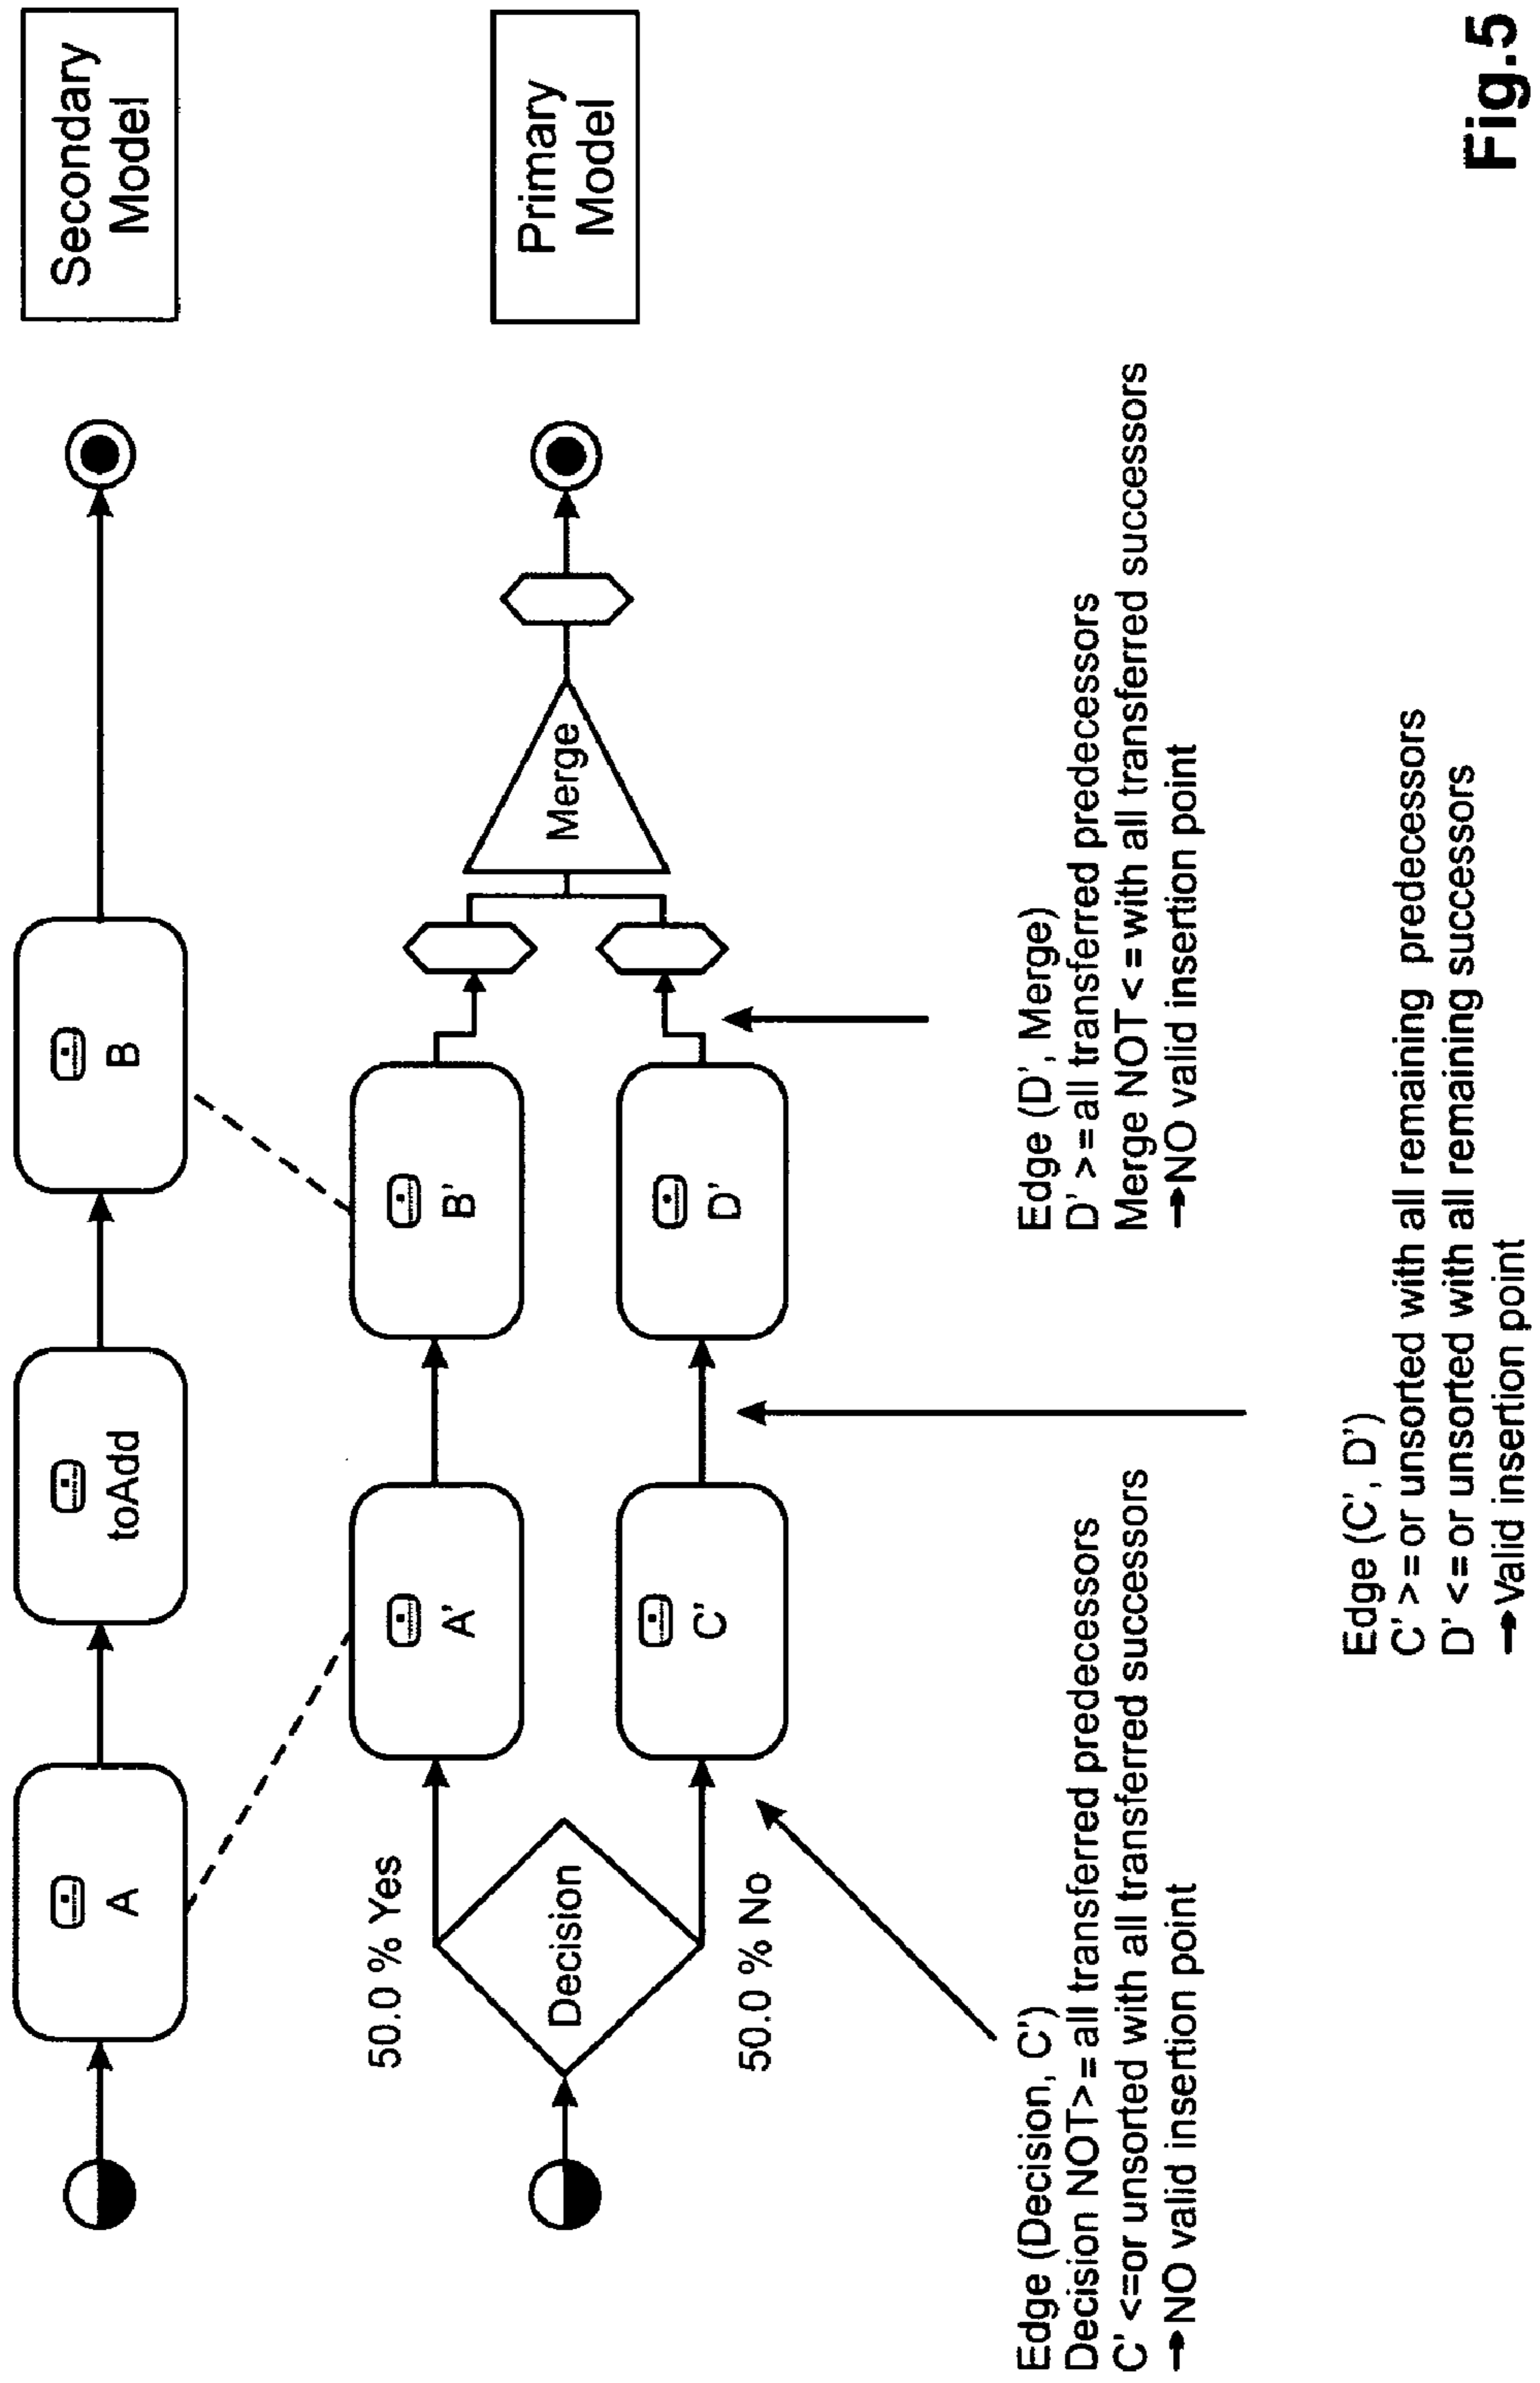 A
toAdd
B
Secondary
Model
50.0 % Yes
A'
B'
Decision
Merge
Primary
Model
50.0 % No
C'
D'
Edge (Decision, C')
Decision NOT>=all transferred predecessors
C' <=or unsorted with all transferred successors
→NO valid insertion point
Edge (D', Merge)
D' >=all transferred predecessors
Merge NOT <=with all transferred successors
→NO valid insertion point
Edge (C', D')
C' >=or unsorted with all remaining predecessors
D' <=or unsorted with all remaining successors
→Valid insertion point
Fig.5